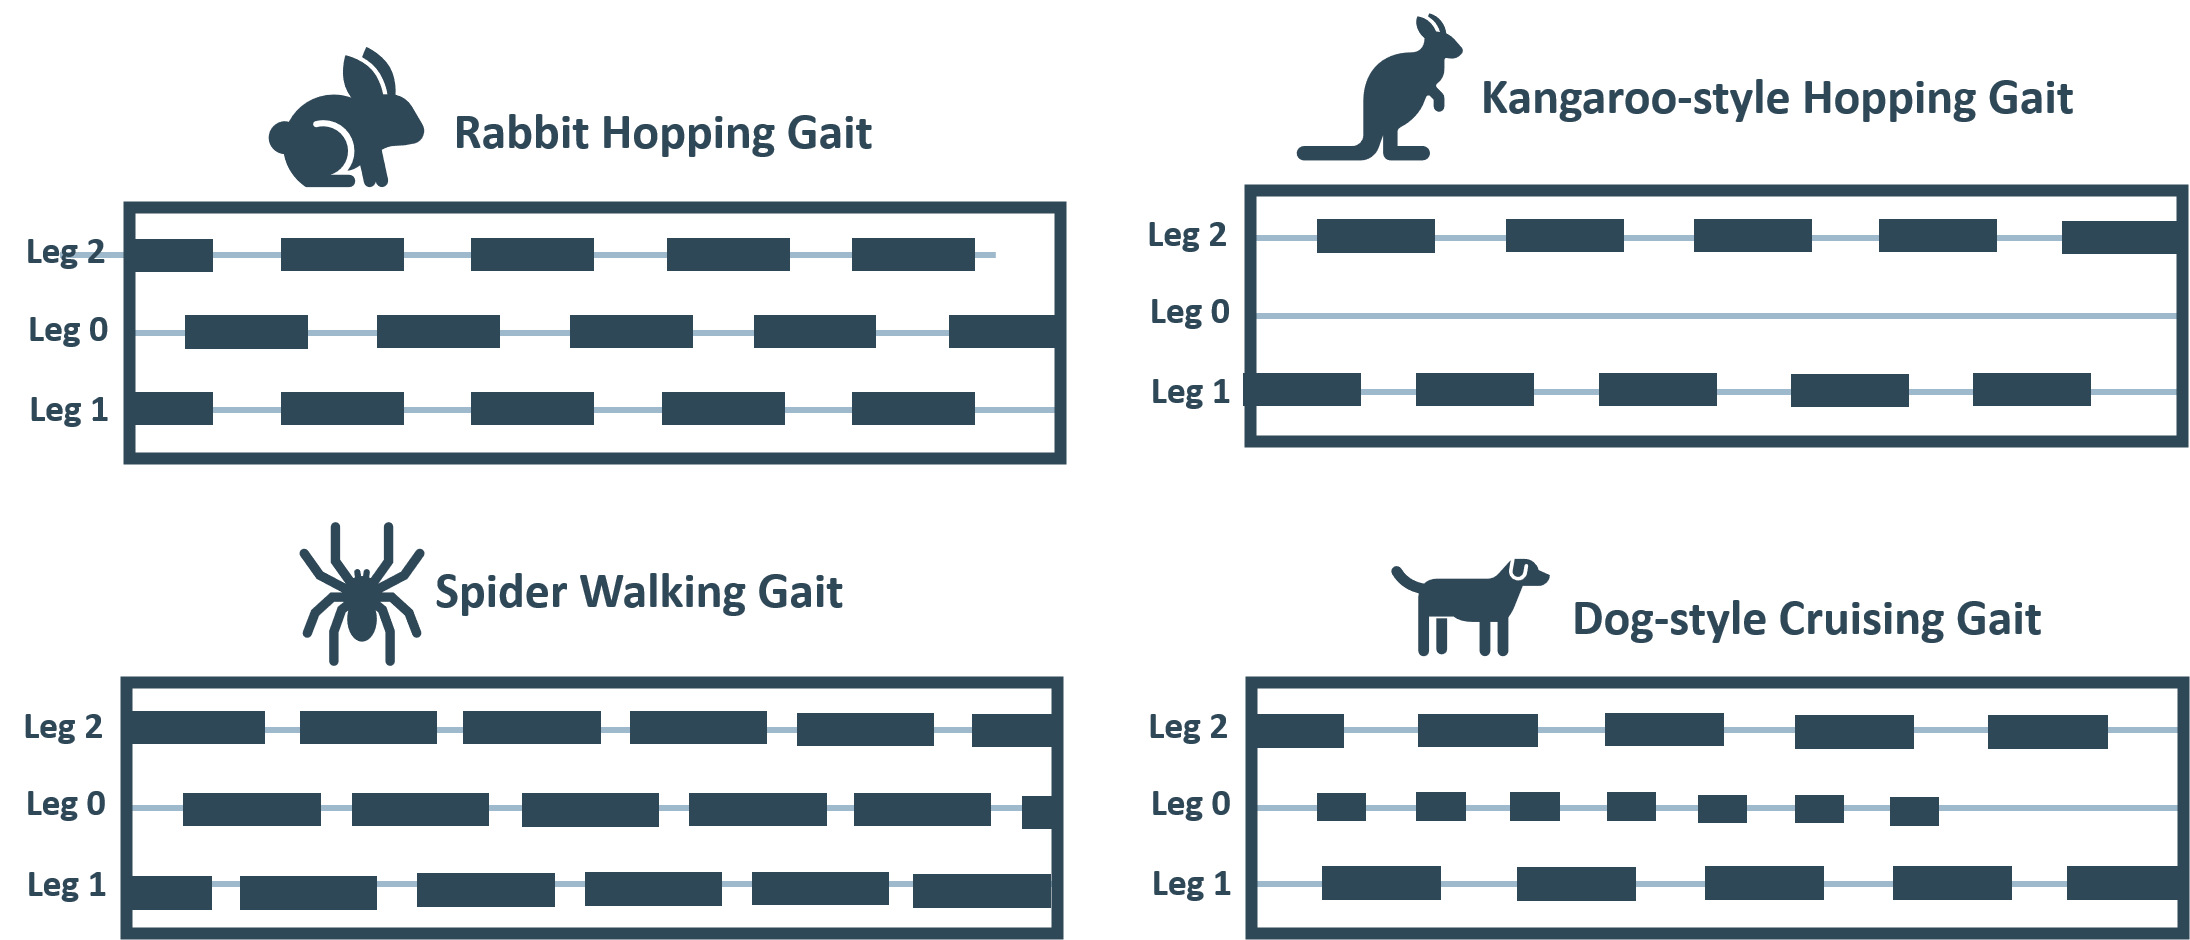 Rabbit Hopping Gait
Leg 2
Leg 0
Leg 1
Kangaroo-style Hopping Gait
Leg 2
Leg 0
Leg 1
Spider Walking Gait
Leg 2
Leg 0
Leg 1
Dog-style Cruising Gait
Leg 2
Leg 0
Leg 1